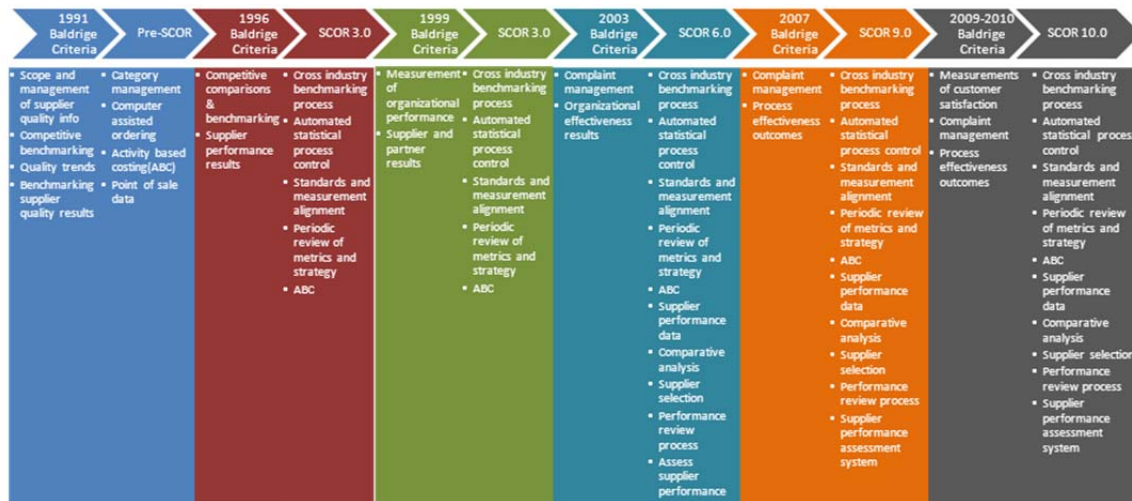 1991
Baldrige
Criteria
Pre-SCOR
1996
Baldrige
Criteria
SCOR 3.0
1999
Baldrige
Criteria
SCOR 3.0
2003
Baldrige
Criteria
SCOR 6.0
2007
Baldrige
Criteria
SCOR 9.0
2009-2010
Baldrige
Criteria
SCOR 10.0
▪ Scope and
management
of supplier
quality info
▪ Competitive
benchmarking
▪ Quality trends
▪ Benchmarking
supplier
quality results
▪ Category
management
▪ Computer
assisted
ordering
▪ Activity based
costing(ABC)
▪ Point of sale
data
▪ Competitive
comparisons
&
benchmarking
▪ Supplier
performance
results
▪ Cross industry
benchmarking
process
▪ Automated
statistical
process
control
▪ Standards and
measurement
alignment
▪ Periodic
review of
metrics and
strategy
▪ ABC
▪ Measurement
of
organizational
performance
▪ Supplier and
partner
results
▪ Cross industry
benchmarking
process
▪ Automated
statistical
process
control
▪ Standards and
measurement
alignment
▪ Periodic
review of
metrics and
strategy
▪ ABC
▪ Complaint
management
▪ Organizational
effectiveness
results
▪ Cross industry
benchmarking
process
▪ Automated
statistical
process
control
▪ Standards and
measurement
alignment
▪ Periodic
review of
metrics and
strategy
▪ ABC
▪ Supplier
performance
data
▪ Comparative
analysis
▪ Supplier
selection
▪ Performance
review
process
▪ Assess
supplier
performance
▪ Complaint
management
▪ Process
effectiveness
outcomes
▪ Cross industry
benchmarking
process
▪ Automated
statistical
process control
▪ Standards and
measurement
alignment
▪ Periodic review
of metrics and
strategy
▪ ABC
▪ Supplier
performance
data
▪ Comparative
analysis
▪ Supplier
selection
▪ Performance
review process
▪ Supplier
performance
assessment
system
▪ Measurements
of customer
satisfaction
▪ Complaint
management
▪ Process
effectiveness
outcomes
▪ Cross industry
benchmarking
process
▪ Automated
statistical process
control
▪ Standards and
measurement
alignment
▪ Periodic review
of metrics and
strategy
▪ ABC
▪ Supplier
performance
data
▪ Comparative
analysis
▪ Supplier selection
▪ Performance
review process
▪ Supplier
performance
assessment
system